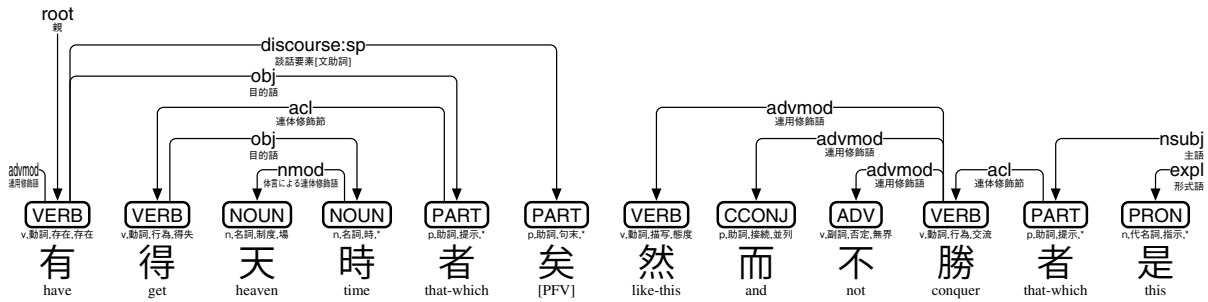 root
親
discourse:sp
談話要素[文助詞]
obj
目的語
acl
連体修飾節
advmod
連用修飾語
obj
目的語
advmod
連用修飾語
nsubj
主語
advmod
連用修飾語
nmod
体言による連体修飾語
advmod
連用修飾語
acl
連体修飾節
expl
形式語
VERB VERB NOUN NOUN PART PART VERB CCONJ ADV VERB PART PRON
v,動詞,存在,存在 v,動詞,行為,得失 n,名詞,制度,場 n,名詞,時,* p,助詞,提示,* p,助詞,句末,* v,動詞,描写,態度 p,助詞,接続,並列 v,副詞,否定,無界 v,動詞,行為,交流 p,助詞,提示,* n,代名詞,指示,*
有 得 天 時 者 矣 然 而 不 勝 者 是
have get heaven time that-which [PFV] like-this and not conquer that-which this